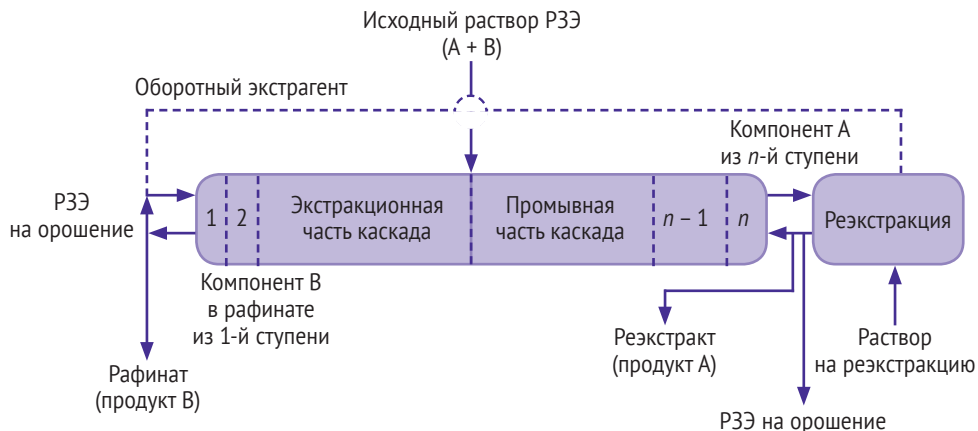 Исходный раствор РЗЭ
(А + В)
Оборотный экстрагент
Компонент А
из n-й ступени
РЗЭ
на орошение
1
2
Экстракционная
часть каскада
Промывная
часть каскада
n – 1
n
Реэкстракция
Компонент В
в рафинате
из 1-й ступени
Рафинат
(продукт В)
Реэкстракт
(продукт А)
Раствор
на реэкстракцию
РЗЭ на орошение